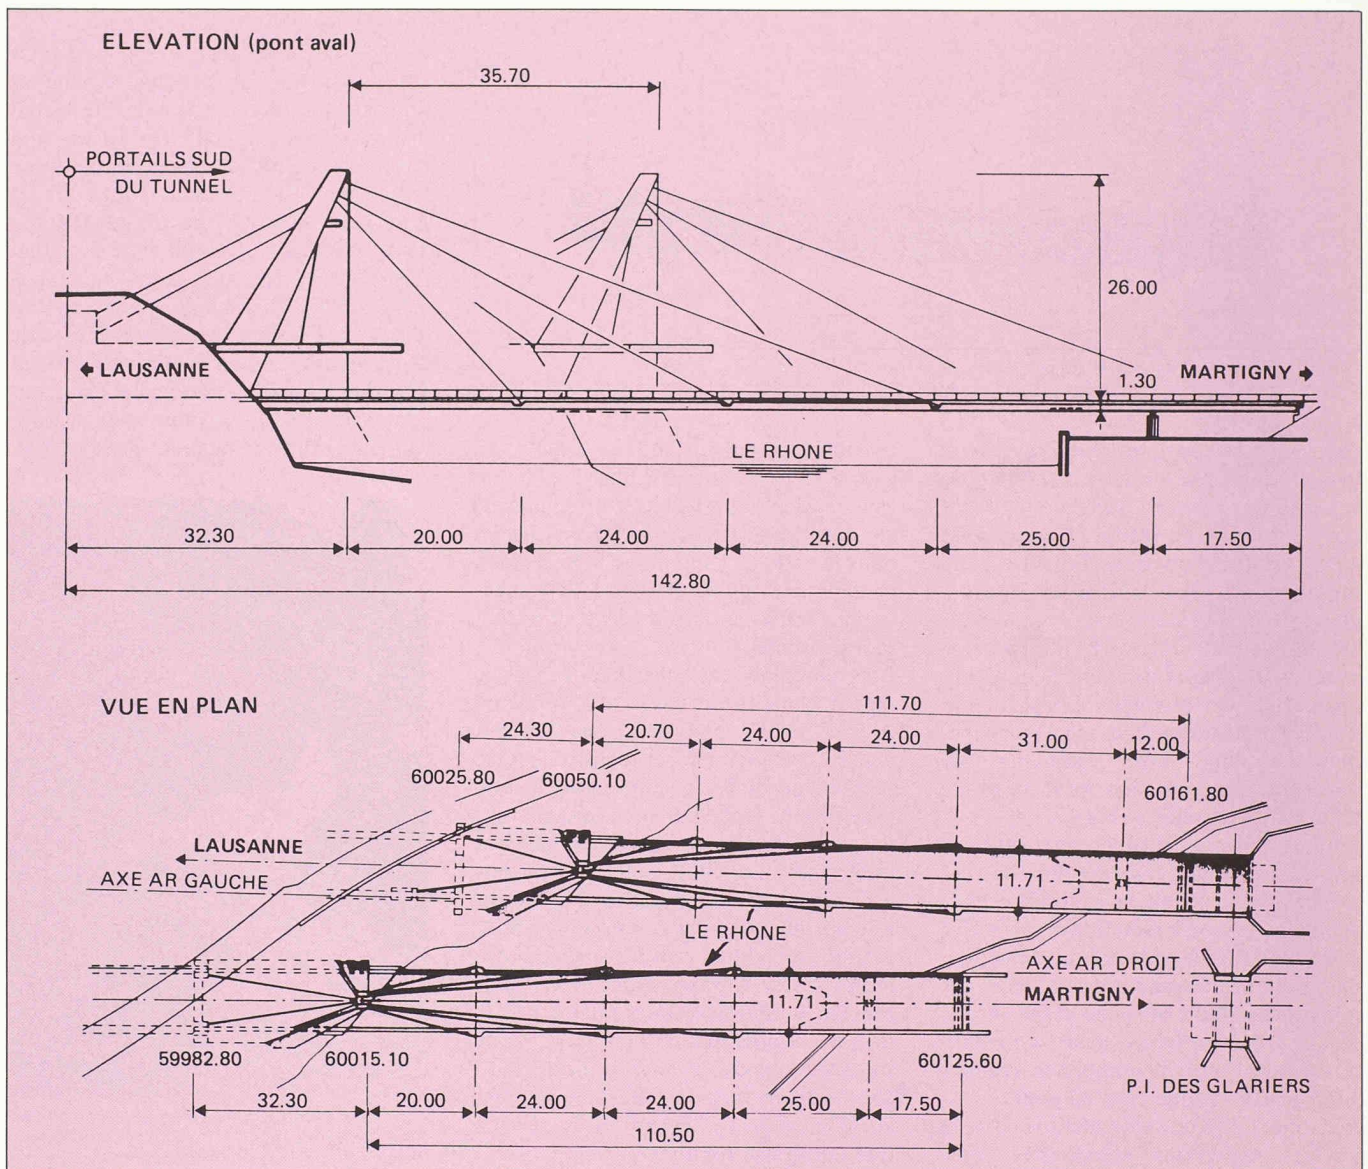 ELEVATION (pont aval)
35.70
PORTAILS SUD
DU TUNNEL
26.00
LAUSANNE
1.30
MARTIGNY
LE RHONE
32.30 20.00 24.00 24.00 25.00 17.50
142.80
VUE EN PLAN
111.70
24.30 20.70 24.00 24.00 31.00 12.00
60025.80 60050.10 60161.80
LAUSANNE
AXE AR GAUCHE
11.71
LE RHONE
AXE AR DROIT
MARTIGNY
11.71
59982.80 60015.10 60125.60
P.I. DES GLARIERS
32.30 20.00 24.00 24.00 25.00 17.50
110.50